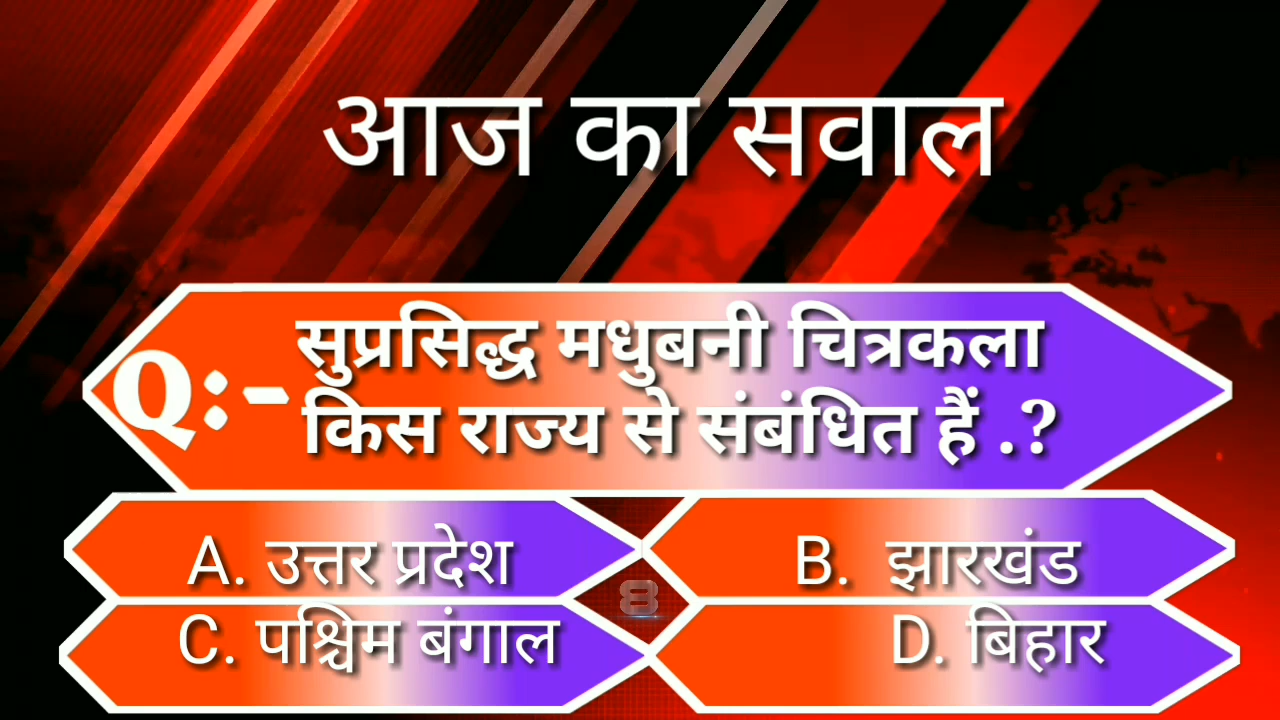 आज का सवाल
Q:- सुप्रसिद्ध मधुबनी चित्रकला
किस राज्य से संबंधित हैं .?
A. उत्तर प्रदेश
B. झारखंड
8
C. पश्चिम बंगाल
D. बिहार